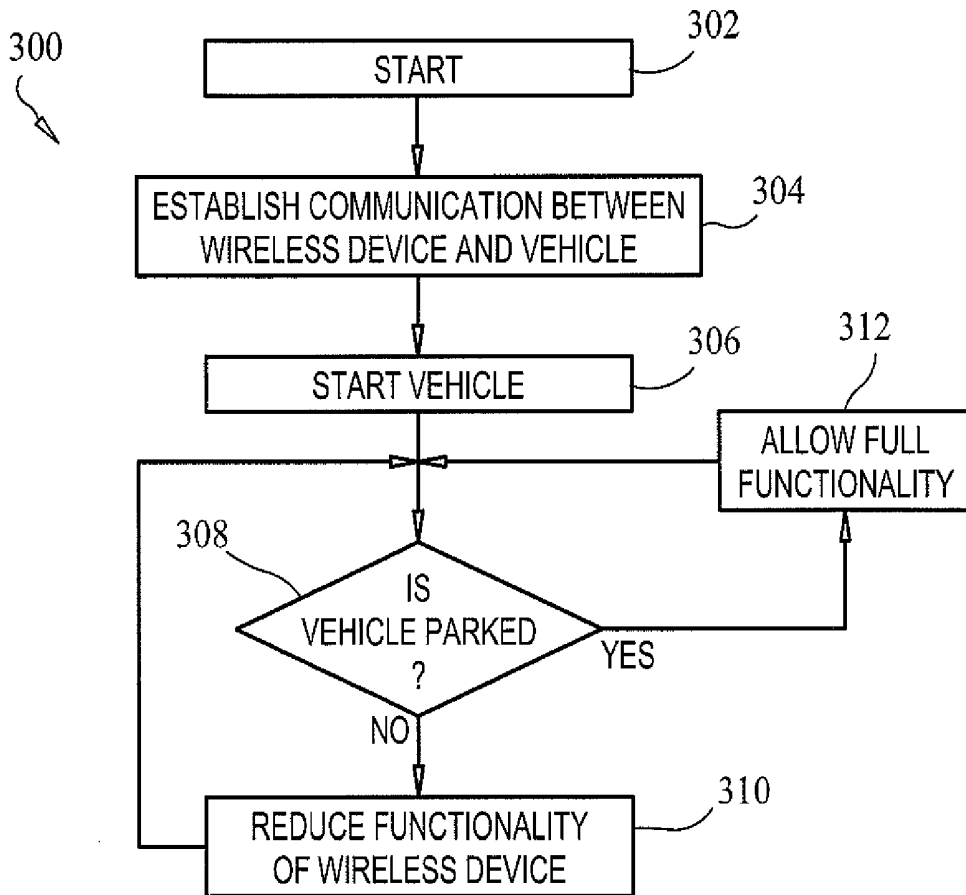 300
START
302
ESTABLISH COMMUNICATION BETWEEN
WIRELESS DEVICE AND VEHICLE
304
START VEHICLE
306
312
ALLOW FULL
FUNCTIONALITY
308
IS
VEHICLE PARKED
?
YES
NO
REDUCE FUNCTIONALITY
OF WIRELESS DEVICE
310